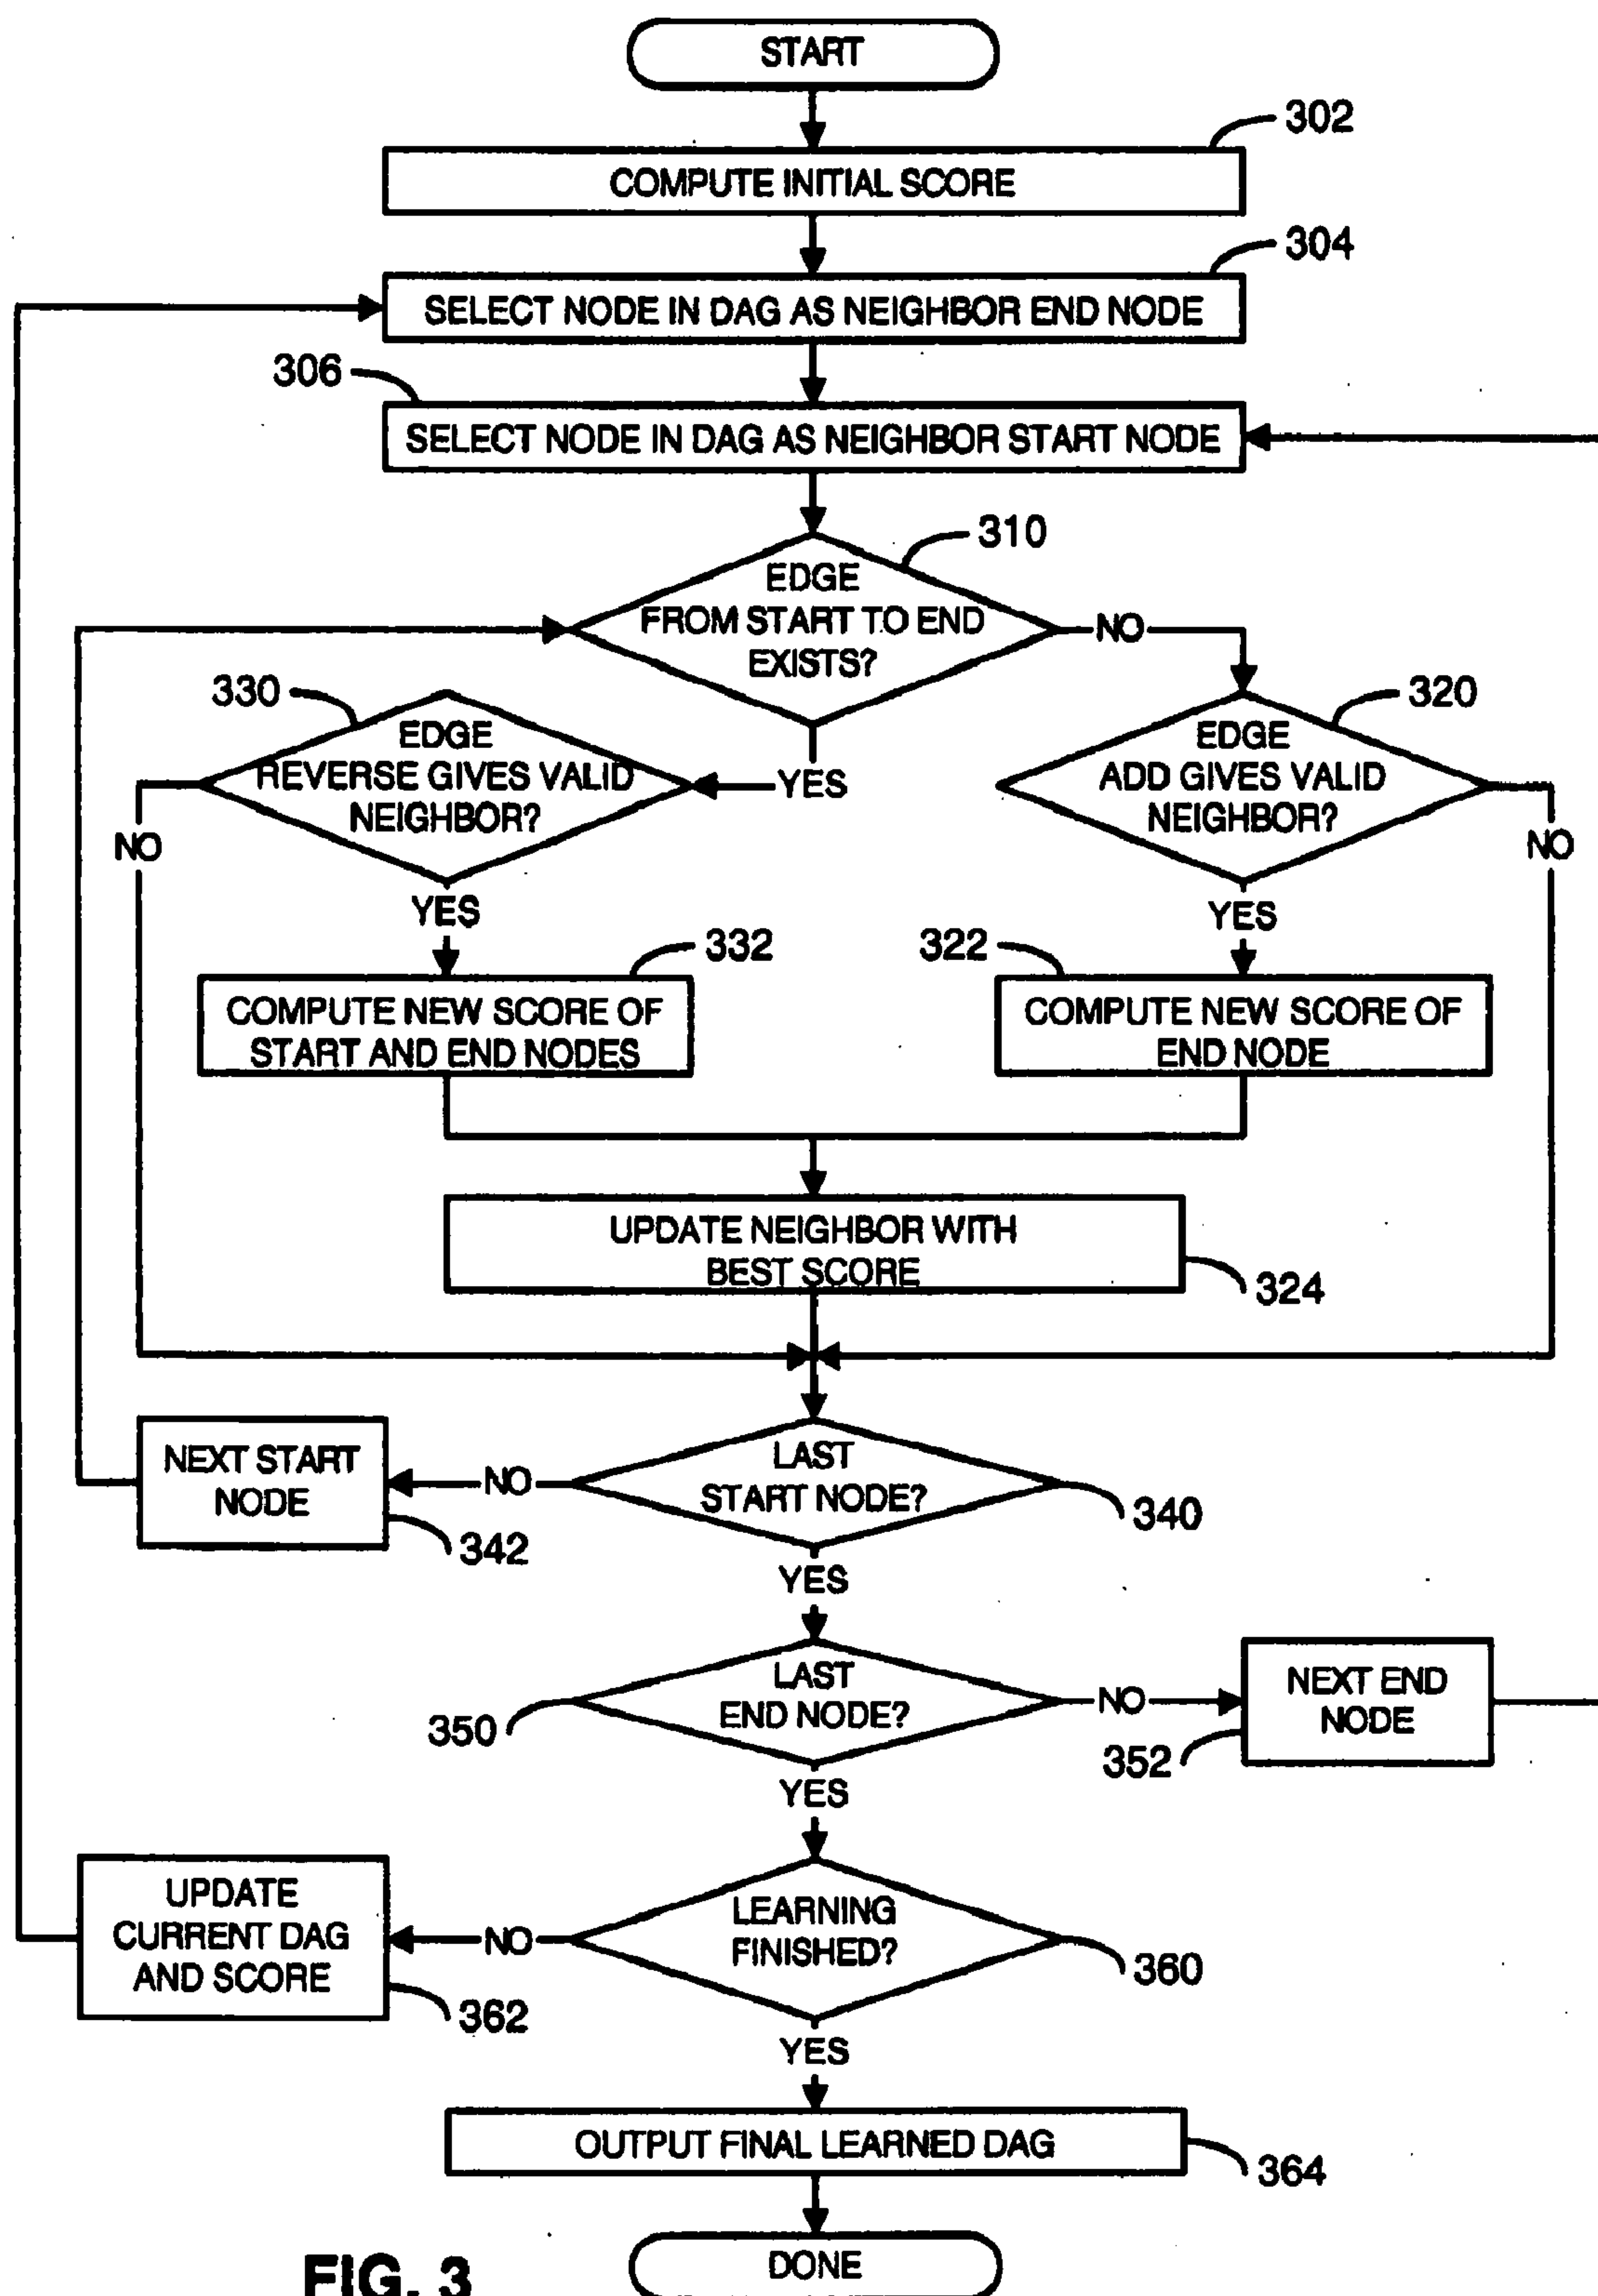 START
302
COMPUTE INITIAL SCORE
304
SELECT NODE IN DAG AS NEIGHBOR END NODE
306
SELECT NODE IN DAG AS NEIGHBOR START NODE
310
EDGE
FROM START TO END
EXISTS?
NO
YES
330
EDGE
REVERSE GIVES VALID
NEIGHBOR?
NO
YES
320
EDGE
ADD GIVES VALID
NEIGHBOR?
NO
YES
332
COMPUTE NEW SCORE OF
START AND END NODES
322
COMPUTE NEW SCORE OF
END NODE
UPDATE NEIGHBOR WITH
BEST SCORE
324
LAST
START NODE?
340
NO
NEXT START
NODE
342
YES
LAST
END NODE?
350
NO
NEXT END
NODE
352
YES
LEARNING
FINISHED?
360
NO
UPDATE
CURRENT DAG
AND SCORE
362
YES
OUTPUT FINAL LEARNED DAG
364
DONE
FIG. 3